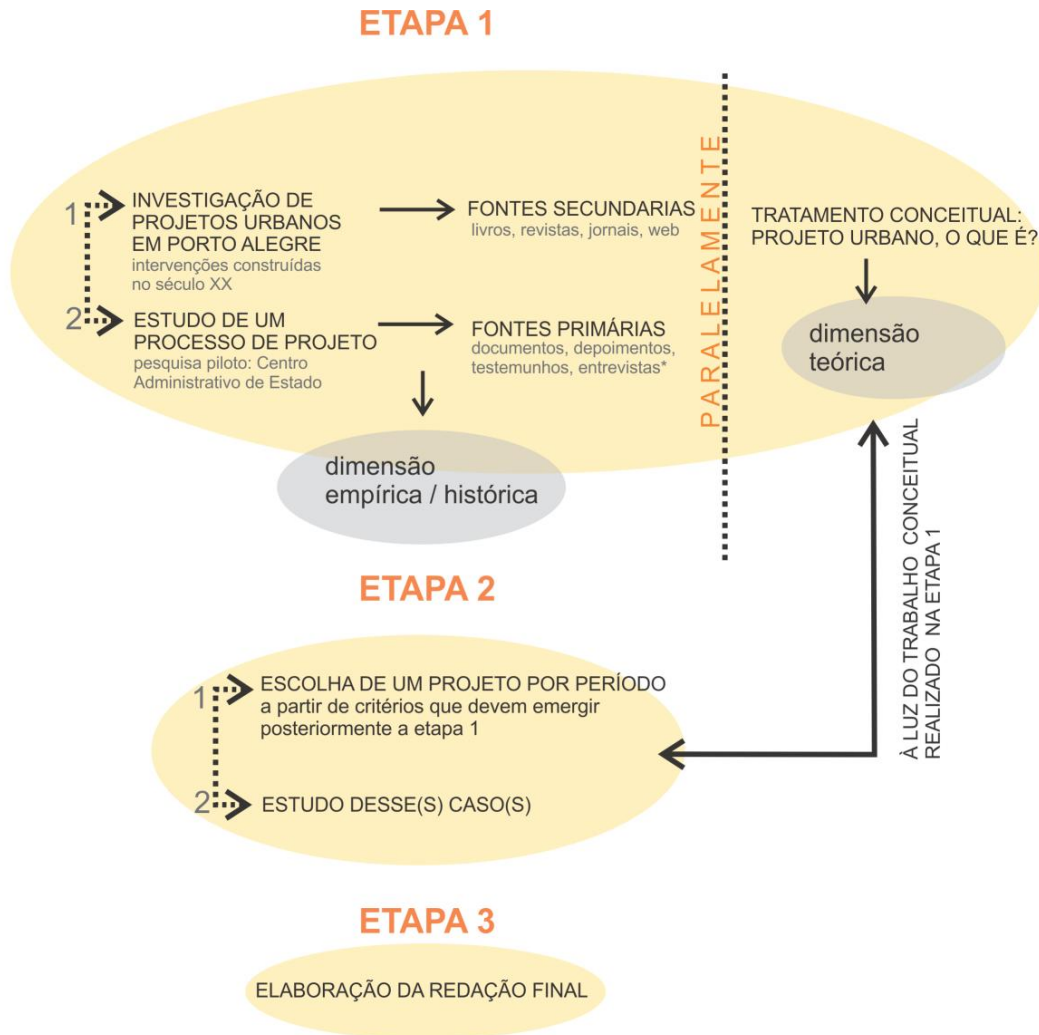 ETAPA 1
1
INVESTIGAÇÃO DE
PROJETOS URBANOS
EM PORTO ALEGRE
intervenções construídas
no século XX
FONTES SECUNDARIAS
livros, revistas, jornais, web
2
ESTUDO DE UM
PROCESSO DE PROJETO
pesquisa piloto: Centro
Administrativo de Estado
FONTES PRIMÁRIAS
documentos, depoimentos,
testemunhos, entrevistas*
dimensão
empírica / histórica
PARALELAMENTE
TRATAMENTO CONCEITUAL:
PROJETO URBANO, O QUE É?
dimensão
teórica
À LUZ DO TRABALHO CONCEITUAL
REALIZADO NA ETAPA 1
ETAPA 2
1
ESCOLHA DE UM PROJETO POR PERÍODO
a partir de critérios que devem emergir
posteriormente a etapa 1
2
ESTUDO DESSE(S) CASO(S)
ETAPA 3
ELABORAÇÃO DA REDAÇÃO FINAL